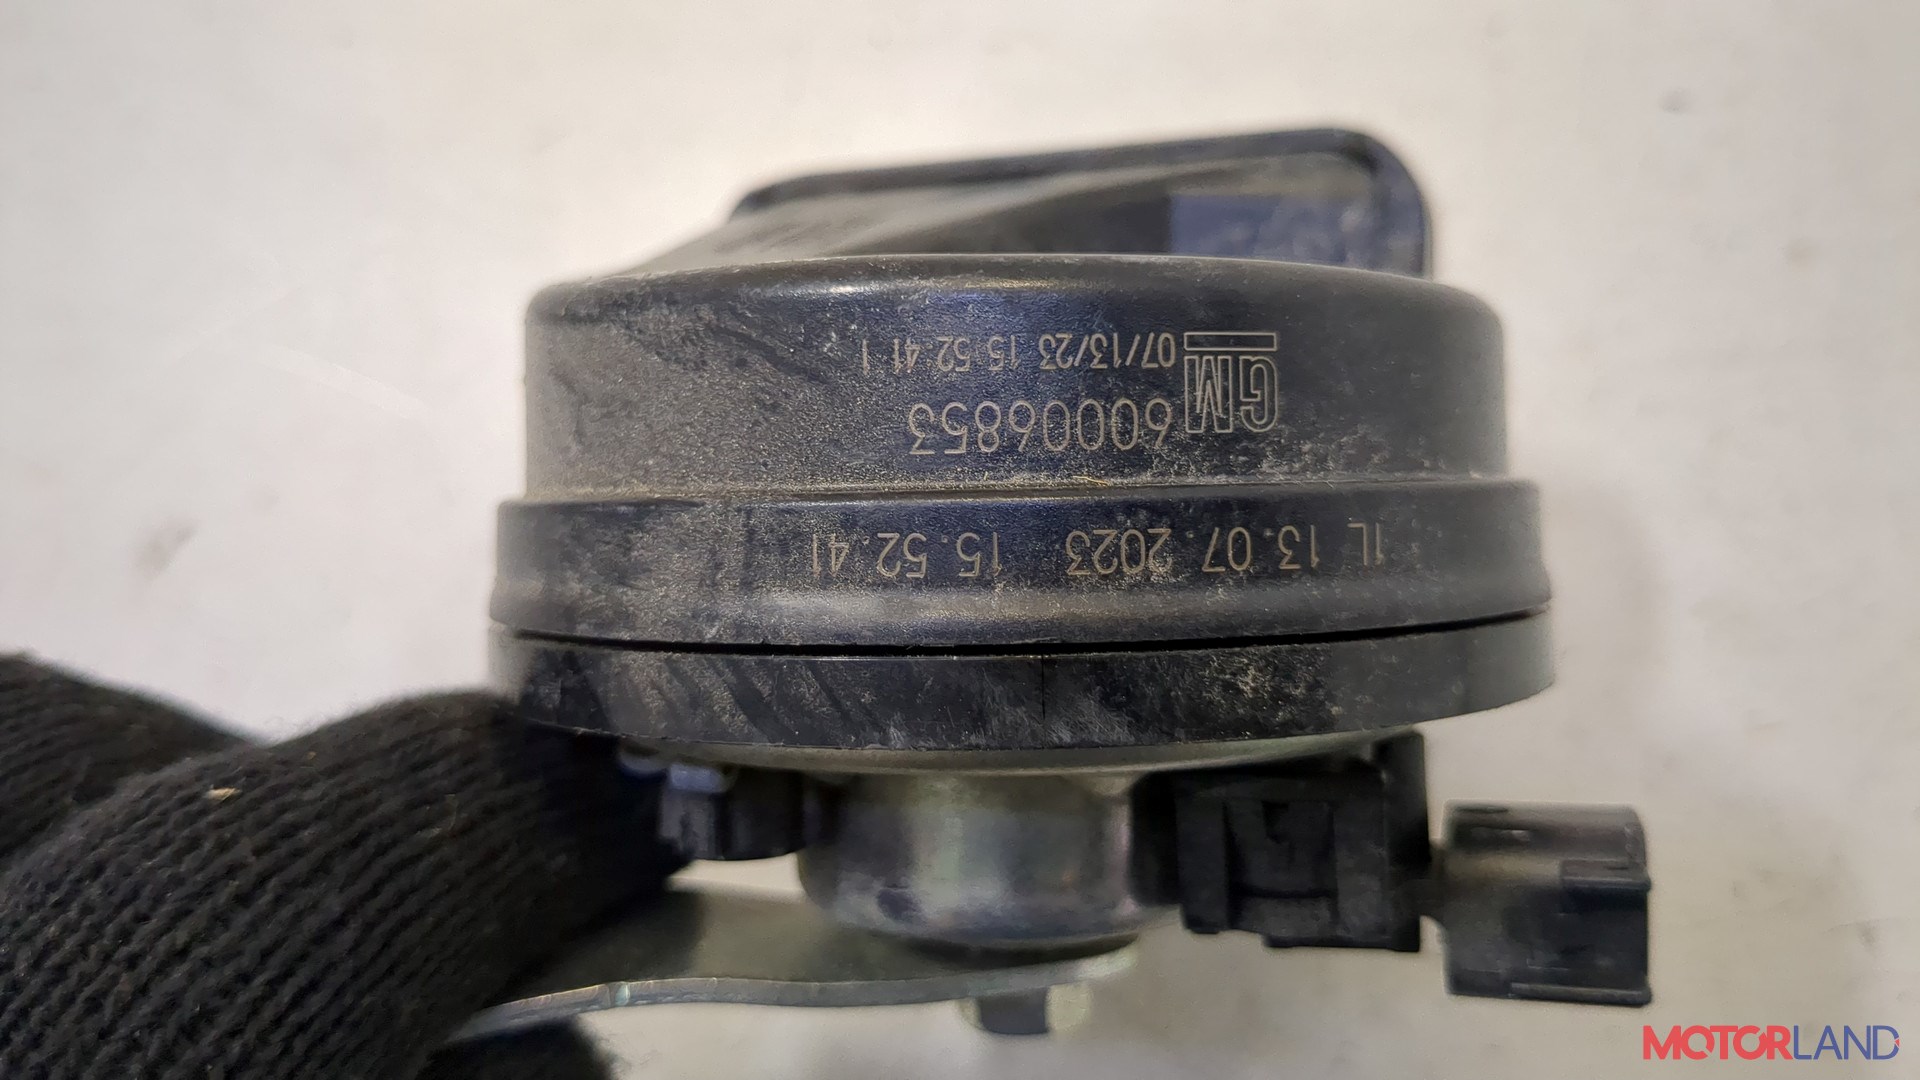 1L 13.07.2023 15.52.41
GM 60006853
07/13/23 15 52 41 1
MOTORLAND